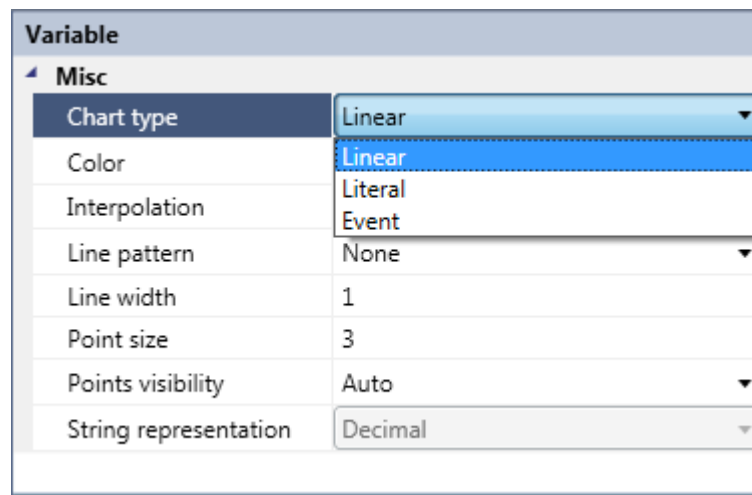 Variable
Misc
Chart type Linear
Color Linear
Literal
Interpolation Event
Line pattern None
Line width 1
Point size 3
Points visibility Auto
String representation Decimal